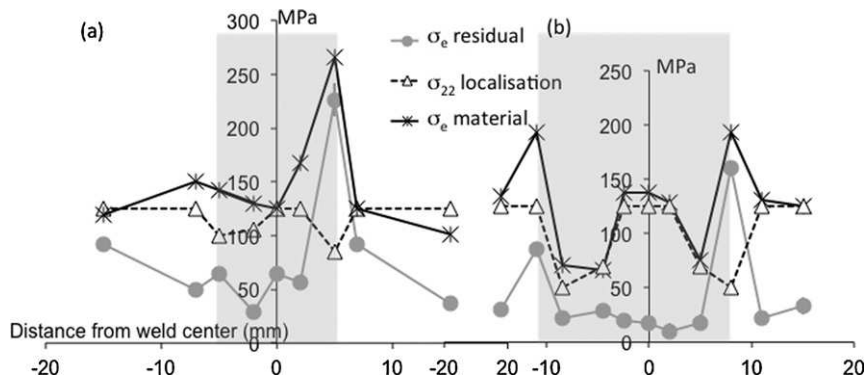 (a)
300
MPa
250
200
150
100
50
0
σe residual
σ22 localisation
σe material
(b)
MPa
250
200
150
100
50
0
Distance from weld center (mm)
-20 -10 0 10 20
-20 -10 0 10 20